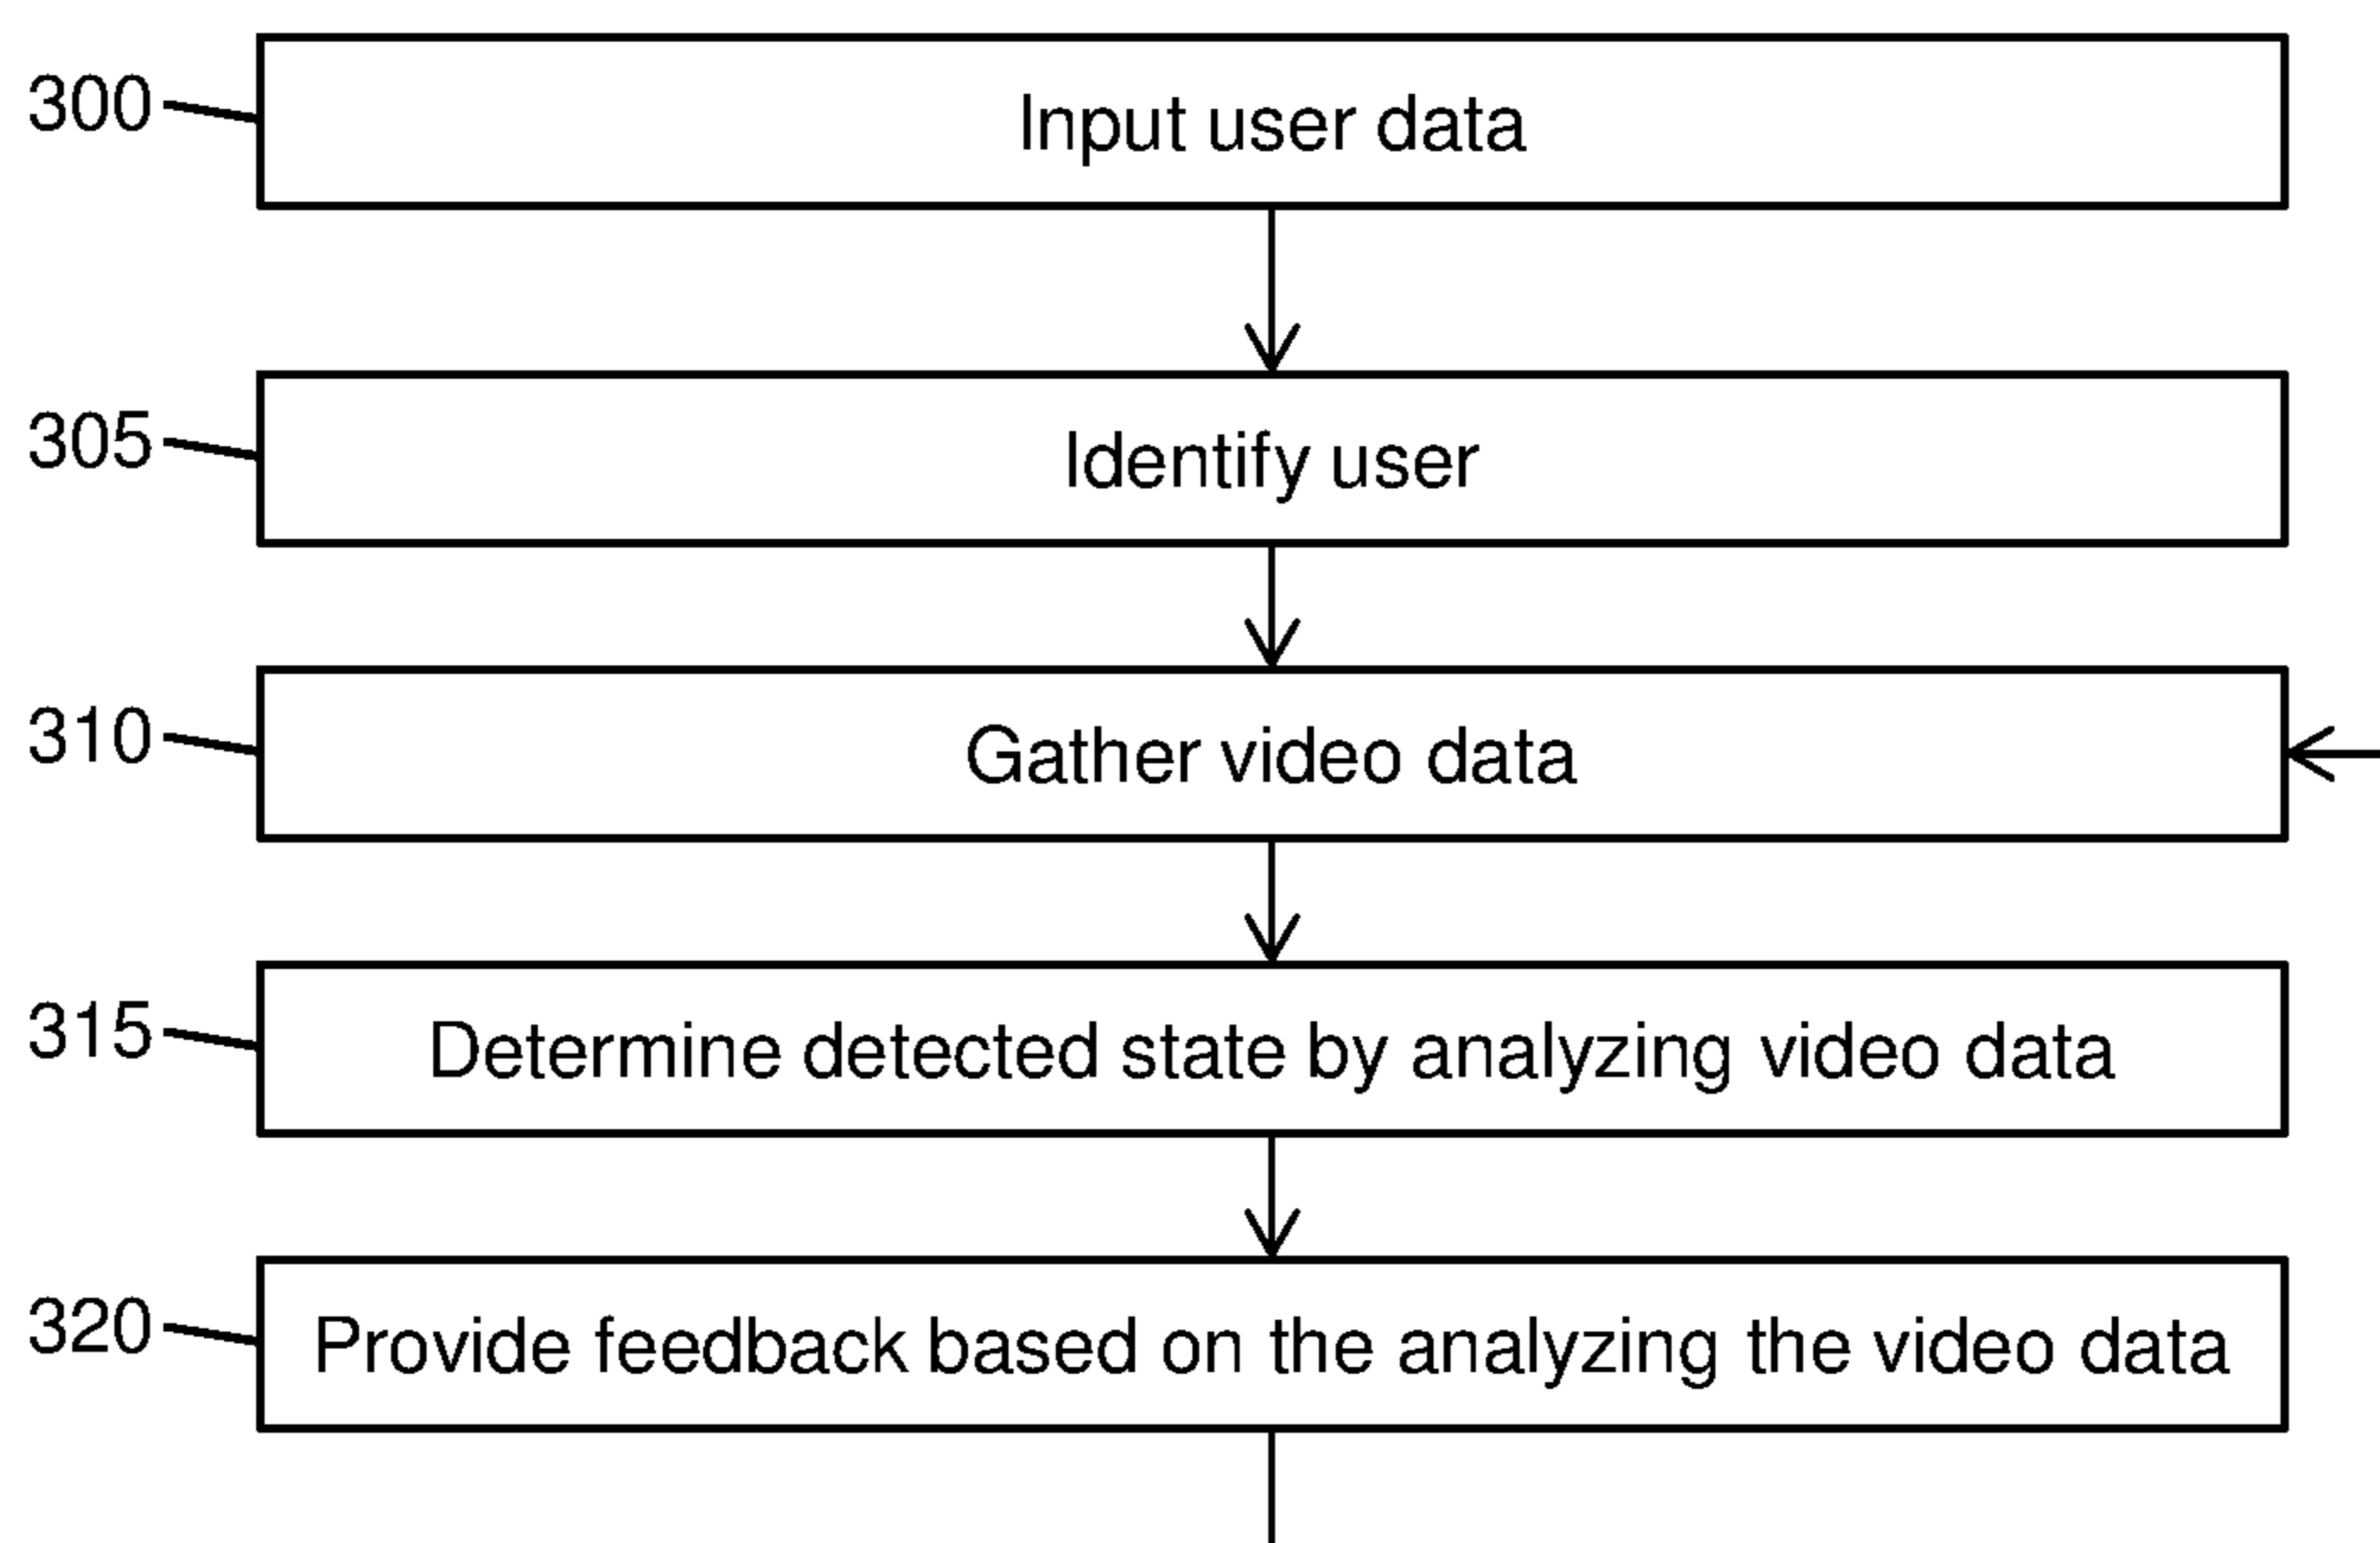 300 Input user data
305 Identify user
310 Gather video data
315 Determine detected state by analyzing video data
320 Provide feedback based on the analyzing the video data